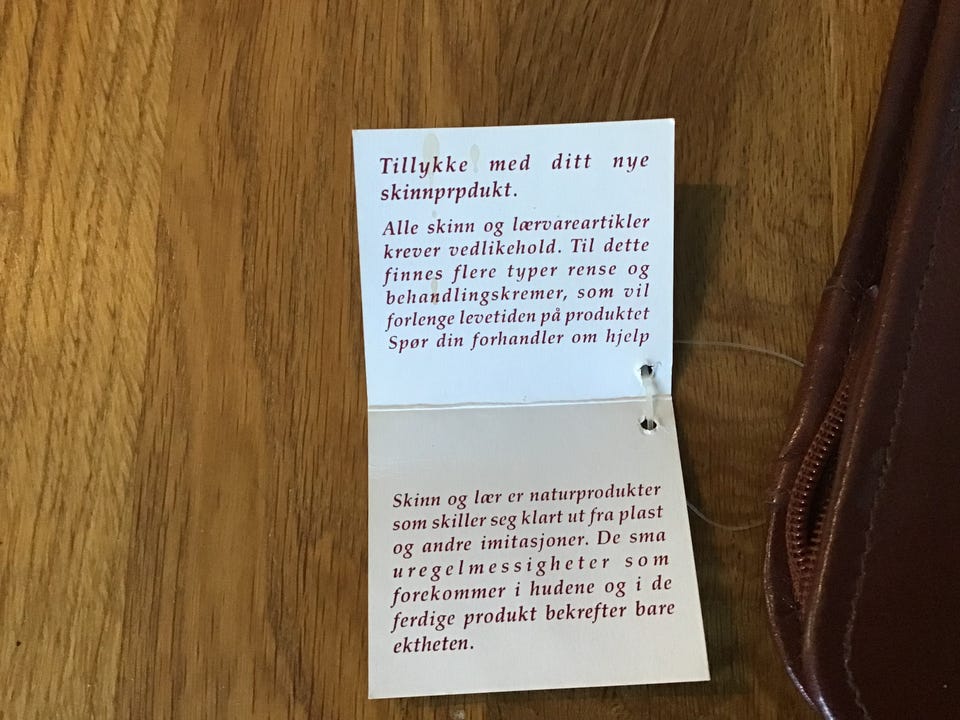 Tillykke med ditt nye
skinnprpdukt.
Alle skinn og lærvareartikler
krever vedlikehold. Til dette
finnes flere typer rense og
behandlingskremer, som vil
forlenge levetiden på produktet
Spør din forhandler om hjelp
Skinn og lær er naturprodukter
som skiller seg klart ut fra plast
og andre imitasjoner. De sma
uregelmessigheter som
forekommer i hudene og i de
ferdige produkt bekrefter bare
ektheten.